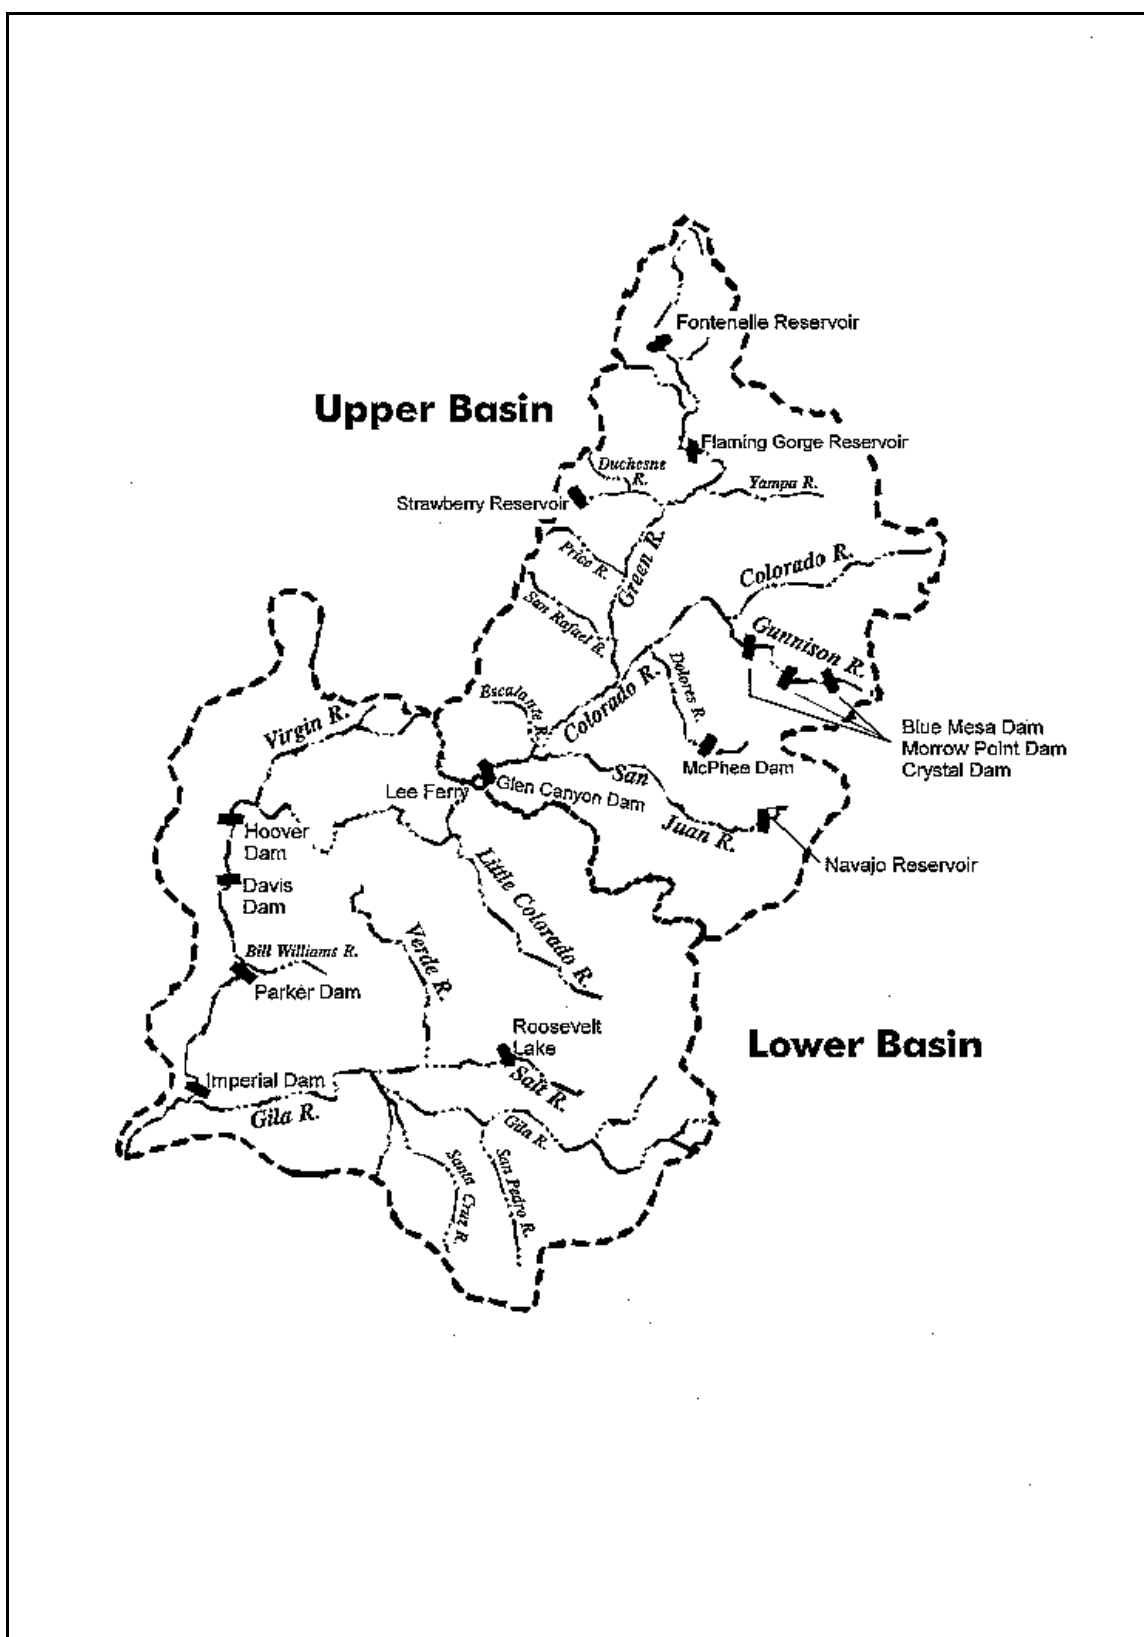 Fontenelle Reservoir
Upper Basin
Flaming Gorge Reservoir
Duchesne
R.
Yampa R.
Strawberry Reservoir
Price R.
Green R.
Colorado R.
San Rafael R.
Gunnison R.
Dolores R.
Escalante R.
Colorado R.
Virgin R.
Blue Mesa Dam
Morrow Point Dam
Crystal Dam
McPhee Dam
San
Juan R.
Lee Ferry
Glen Canyon Dam
Hoover
Dam
Navajo Reservoir
Little Colorado R.
Davis
Dam
Verde R.
Bill Williams R.
Parker Dam
Roosevelt
Lake
Lower Basin
Salt R.
Imperial Dam
Gila R.
Gila R.
Santa Cruz R.
San Pedro R.